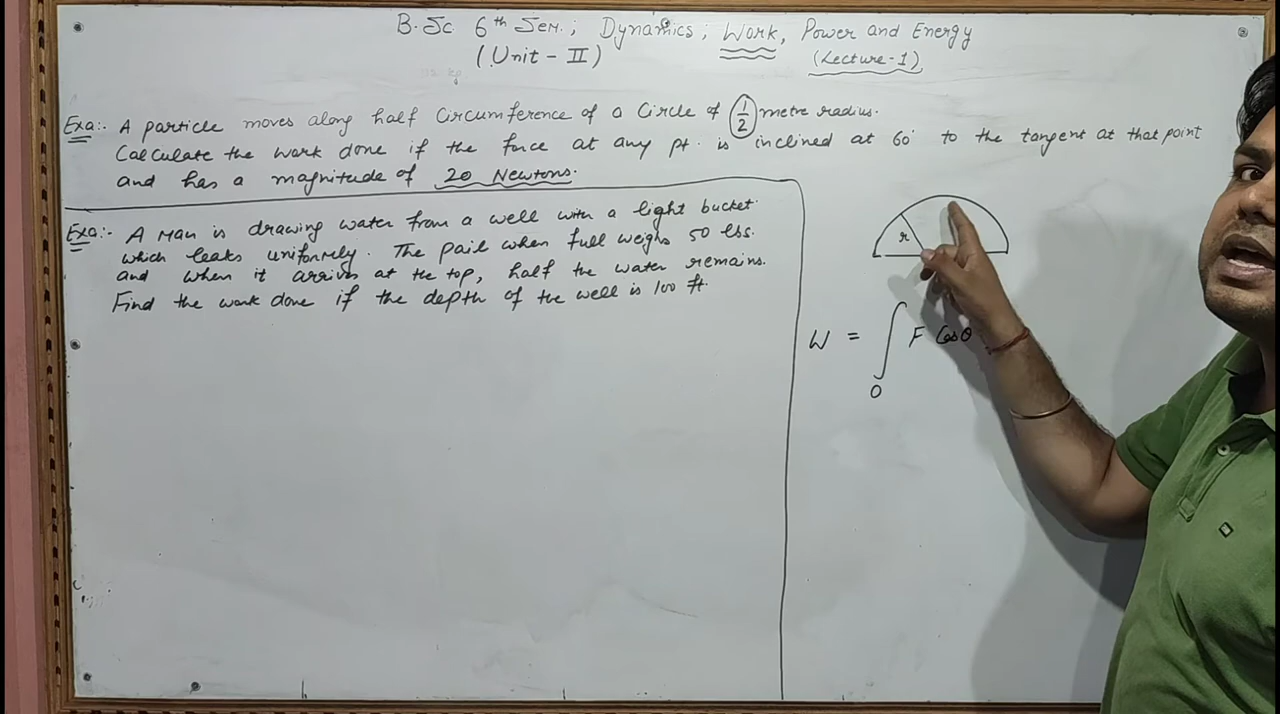 B.Sc. 6th Sem.; Dynamics; Work, Power and Energy
(Unit - II) (Lecture-1)
Exa:- A particle moves along half Circumference of a Circle of 1/2 metre radius.
Calculate the work done if the force at any pt. is inclined at 60° to the tangent at that point
and has a magnitude of 20 Newtons.
Exa:- A Man is drawing water from a well with a light bucket
which leaks uniformly. The pail when full weighs 50 lbs.
and when it arrives at the top, half the water remains.
Find the work done if the depth of the well is 100 ft.
r
W = ∫ F Cosθ
0